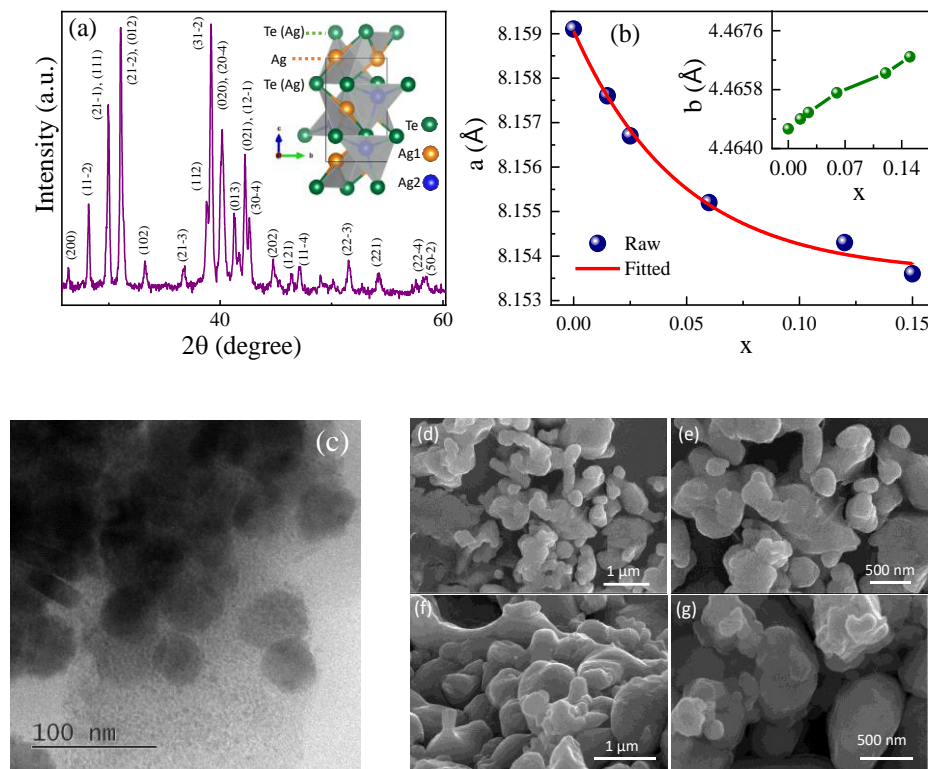 (a)
Intensity (a.u.)
2θ (degree)
40
60
(200)
(11-2)
(21-1), (111)
(21-2), (012)
(102)
(21-3)
(112)
(31-2)
(020), (20-4)
(013)
(021), (12-1)
(30-4)
(202)
(121)
(11-4)
(22-3)
(221)
(22-4)
(50-2)
Te (Ag)
Ag
Te (Ag)
c
b
Te
Ag1
Ag2
(b)
a (Å)
8.159
8.158
8.157
8.156
8.155
8.154
8.153
0.00
0.05
0.10
0.15
x
Raw
Fitted
b (Å)
4.4676
4.4658
4.4640
0.00
0.07
0.14
x
(c)
100 nm
(d)
1 μm
(e)
500 nm
(f)
1 μm
(g)
500 nm